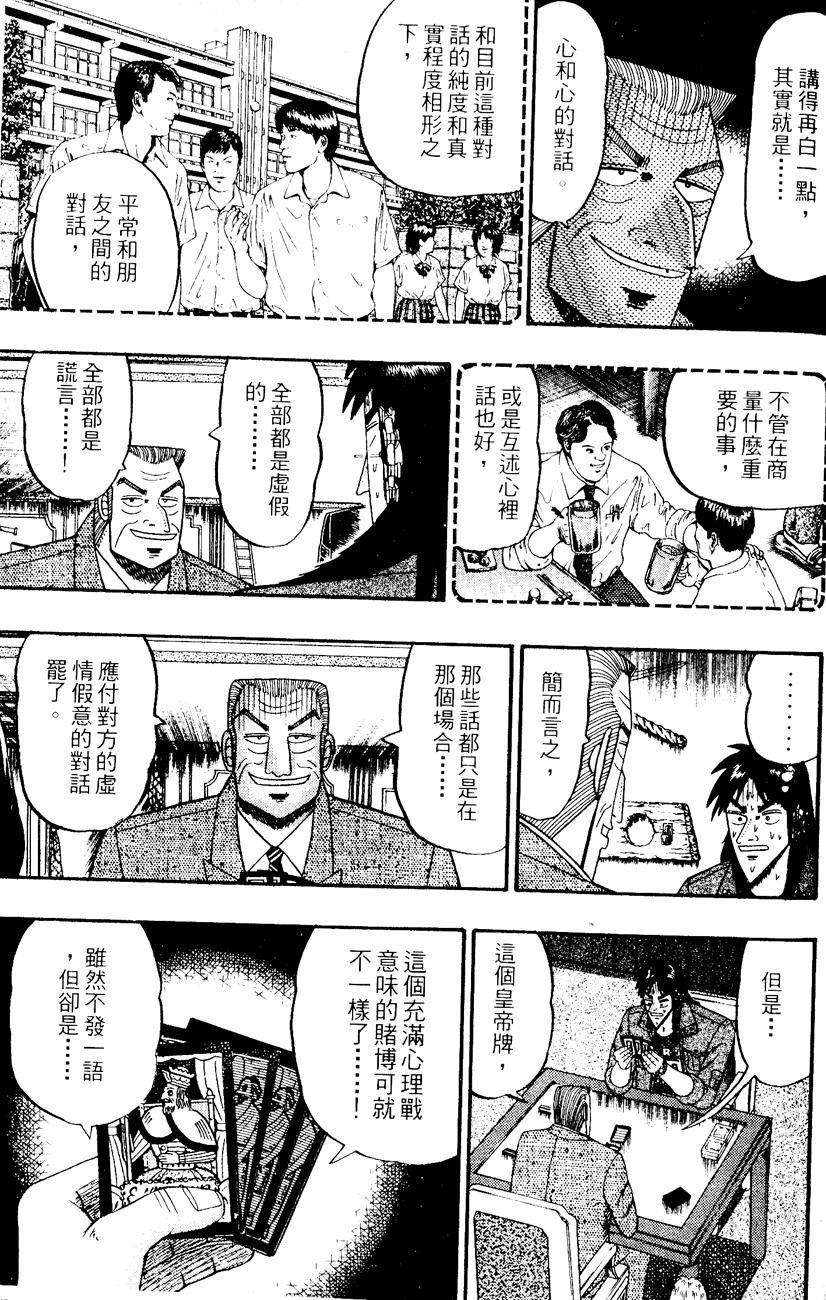 講得再白一點，
其實就是⋯⋯
心和心的對話。
和目前這種對
話的純度和真
實程度相形之
下，
平常和朋
友之間的
對話，
不管在商
量什麼重
要的事，
或是互述心裡
話也好，
全部都是虛假
的⋯⋯⋯
全部都是
謊言⋯⋯！
⋯⋯⋯
簡而言之，
那些話都只是在
那個場合⋯⋯
應付對方的虛
情假意的對話
罷了。
但是⋯
這個皇帝牌，
這個充滿心理戰
意味的賭博可就
不一樣了⋯⋯！
雖然不發一語
，但卻是⋯⋯